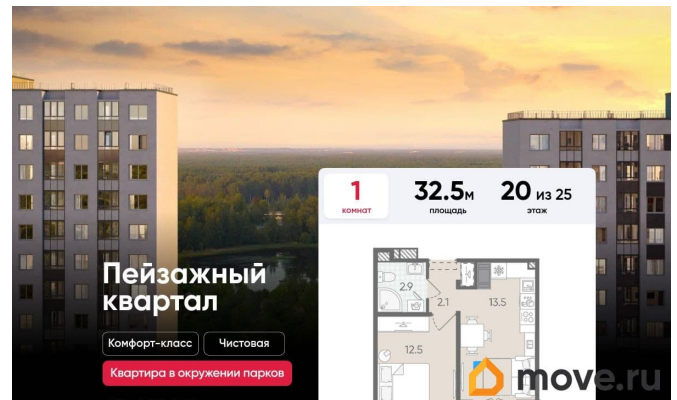 1
комнат
32.5м
площадь
20 из 25
этаж
Пейзажный
квартал
Комфорт-класс
Чистовая
Квартира в окружении парков
2.9
2.1
13.5
12.5
move.ru